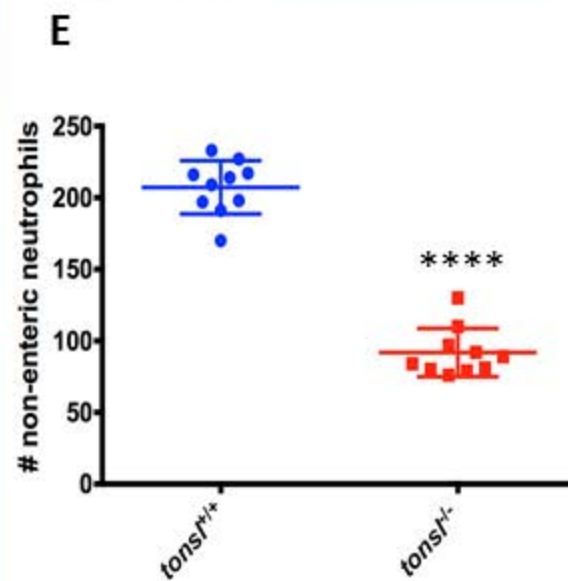 E
# non-enteric neutrophils
250
200
150
100
50
0
****
tonsl+/+
tonsl-/-